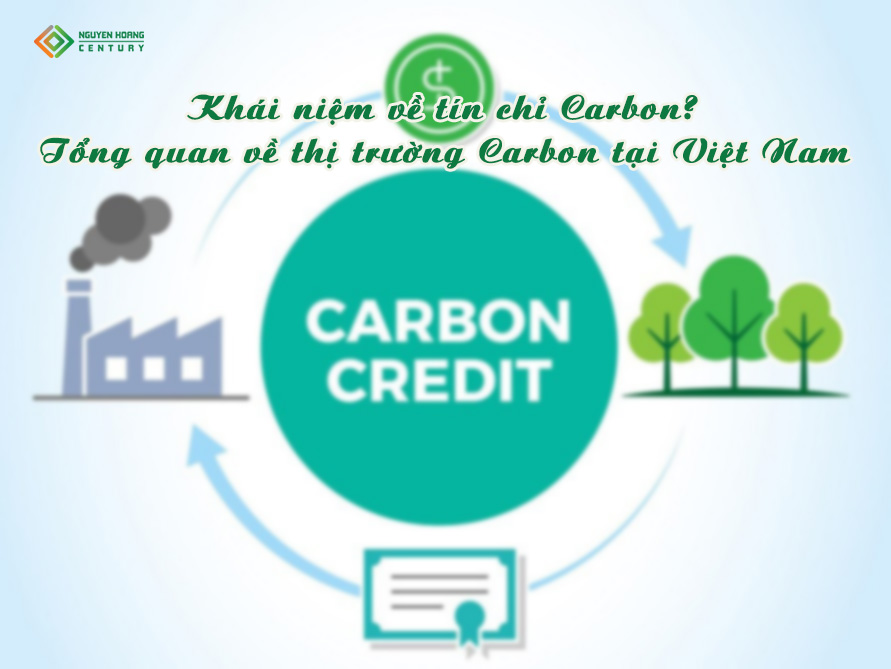 NGUYEN HOANG
CENTURY
$
Khái niệm về tín chỉ Carbon?
Tổng quan về thị trường Carbon tại Việt Nam
CARBON
CREDIT